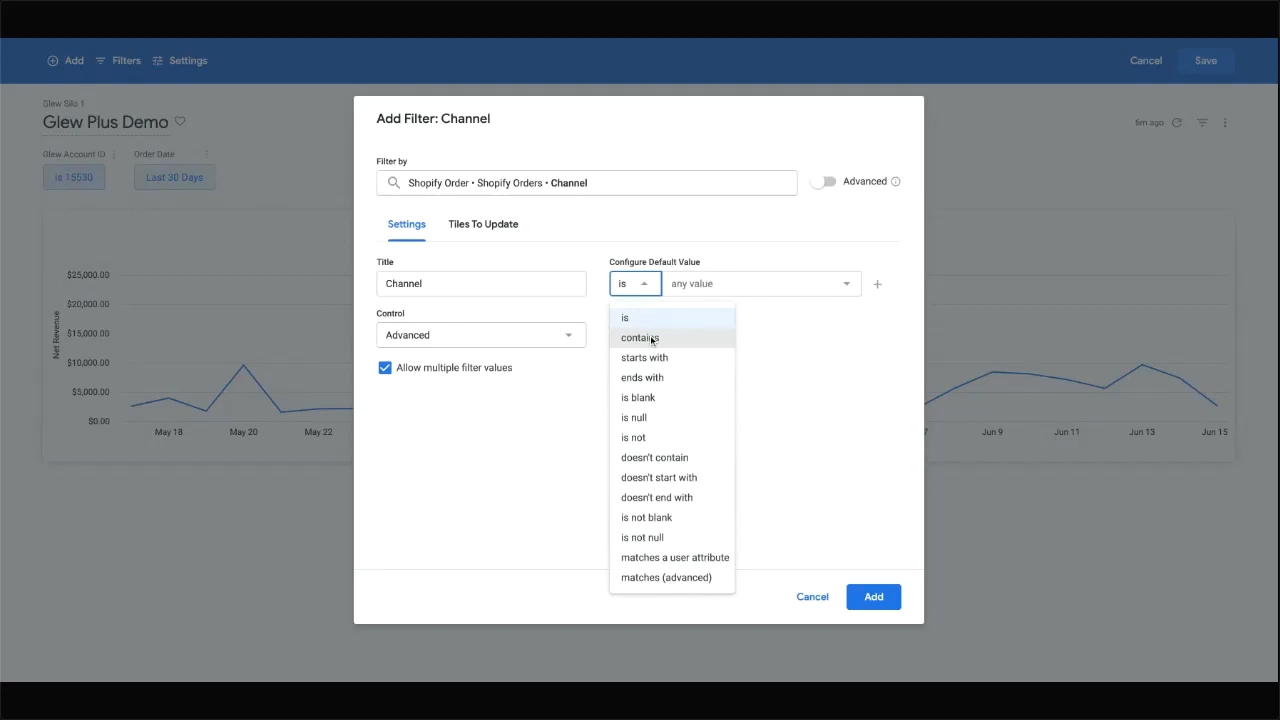 Add Filters Settings Cancel Save
Glew Silo 1
Glew Plus Demo
5m ago
Glew Account ID Order Date
is 15530 Last 30 Days
Add Filter: Channel
Filter by
Shopify Order • Shopify Orders • Channel
Advanced
Settings Tiles To Update
Title
Channel
Configure Default Value
is any value
Control
Advanced
Allow multiple filter values
is
contains
starts with
ends with
is blank
is null
is not
doesn't contain
doesn't start with
doesn't end with
is not blank
is not null
matches a user attribute
matches (advanced)
Cancel Add
Net Revenue
$25,000.00
$20,000.00
$15,000.00
$10,000.00
$5,000.00
$0.00
May 18 May 20 May 22 7 Jun 9 Jun 11 Jun 13 Jun 15